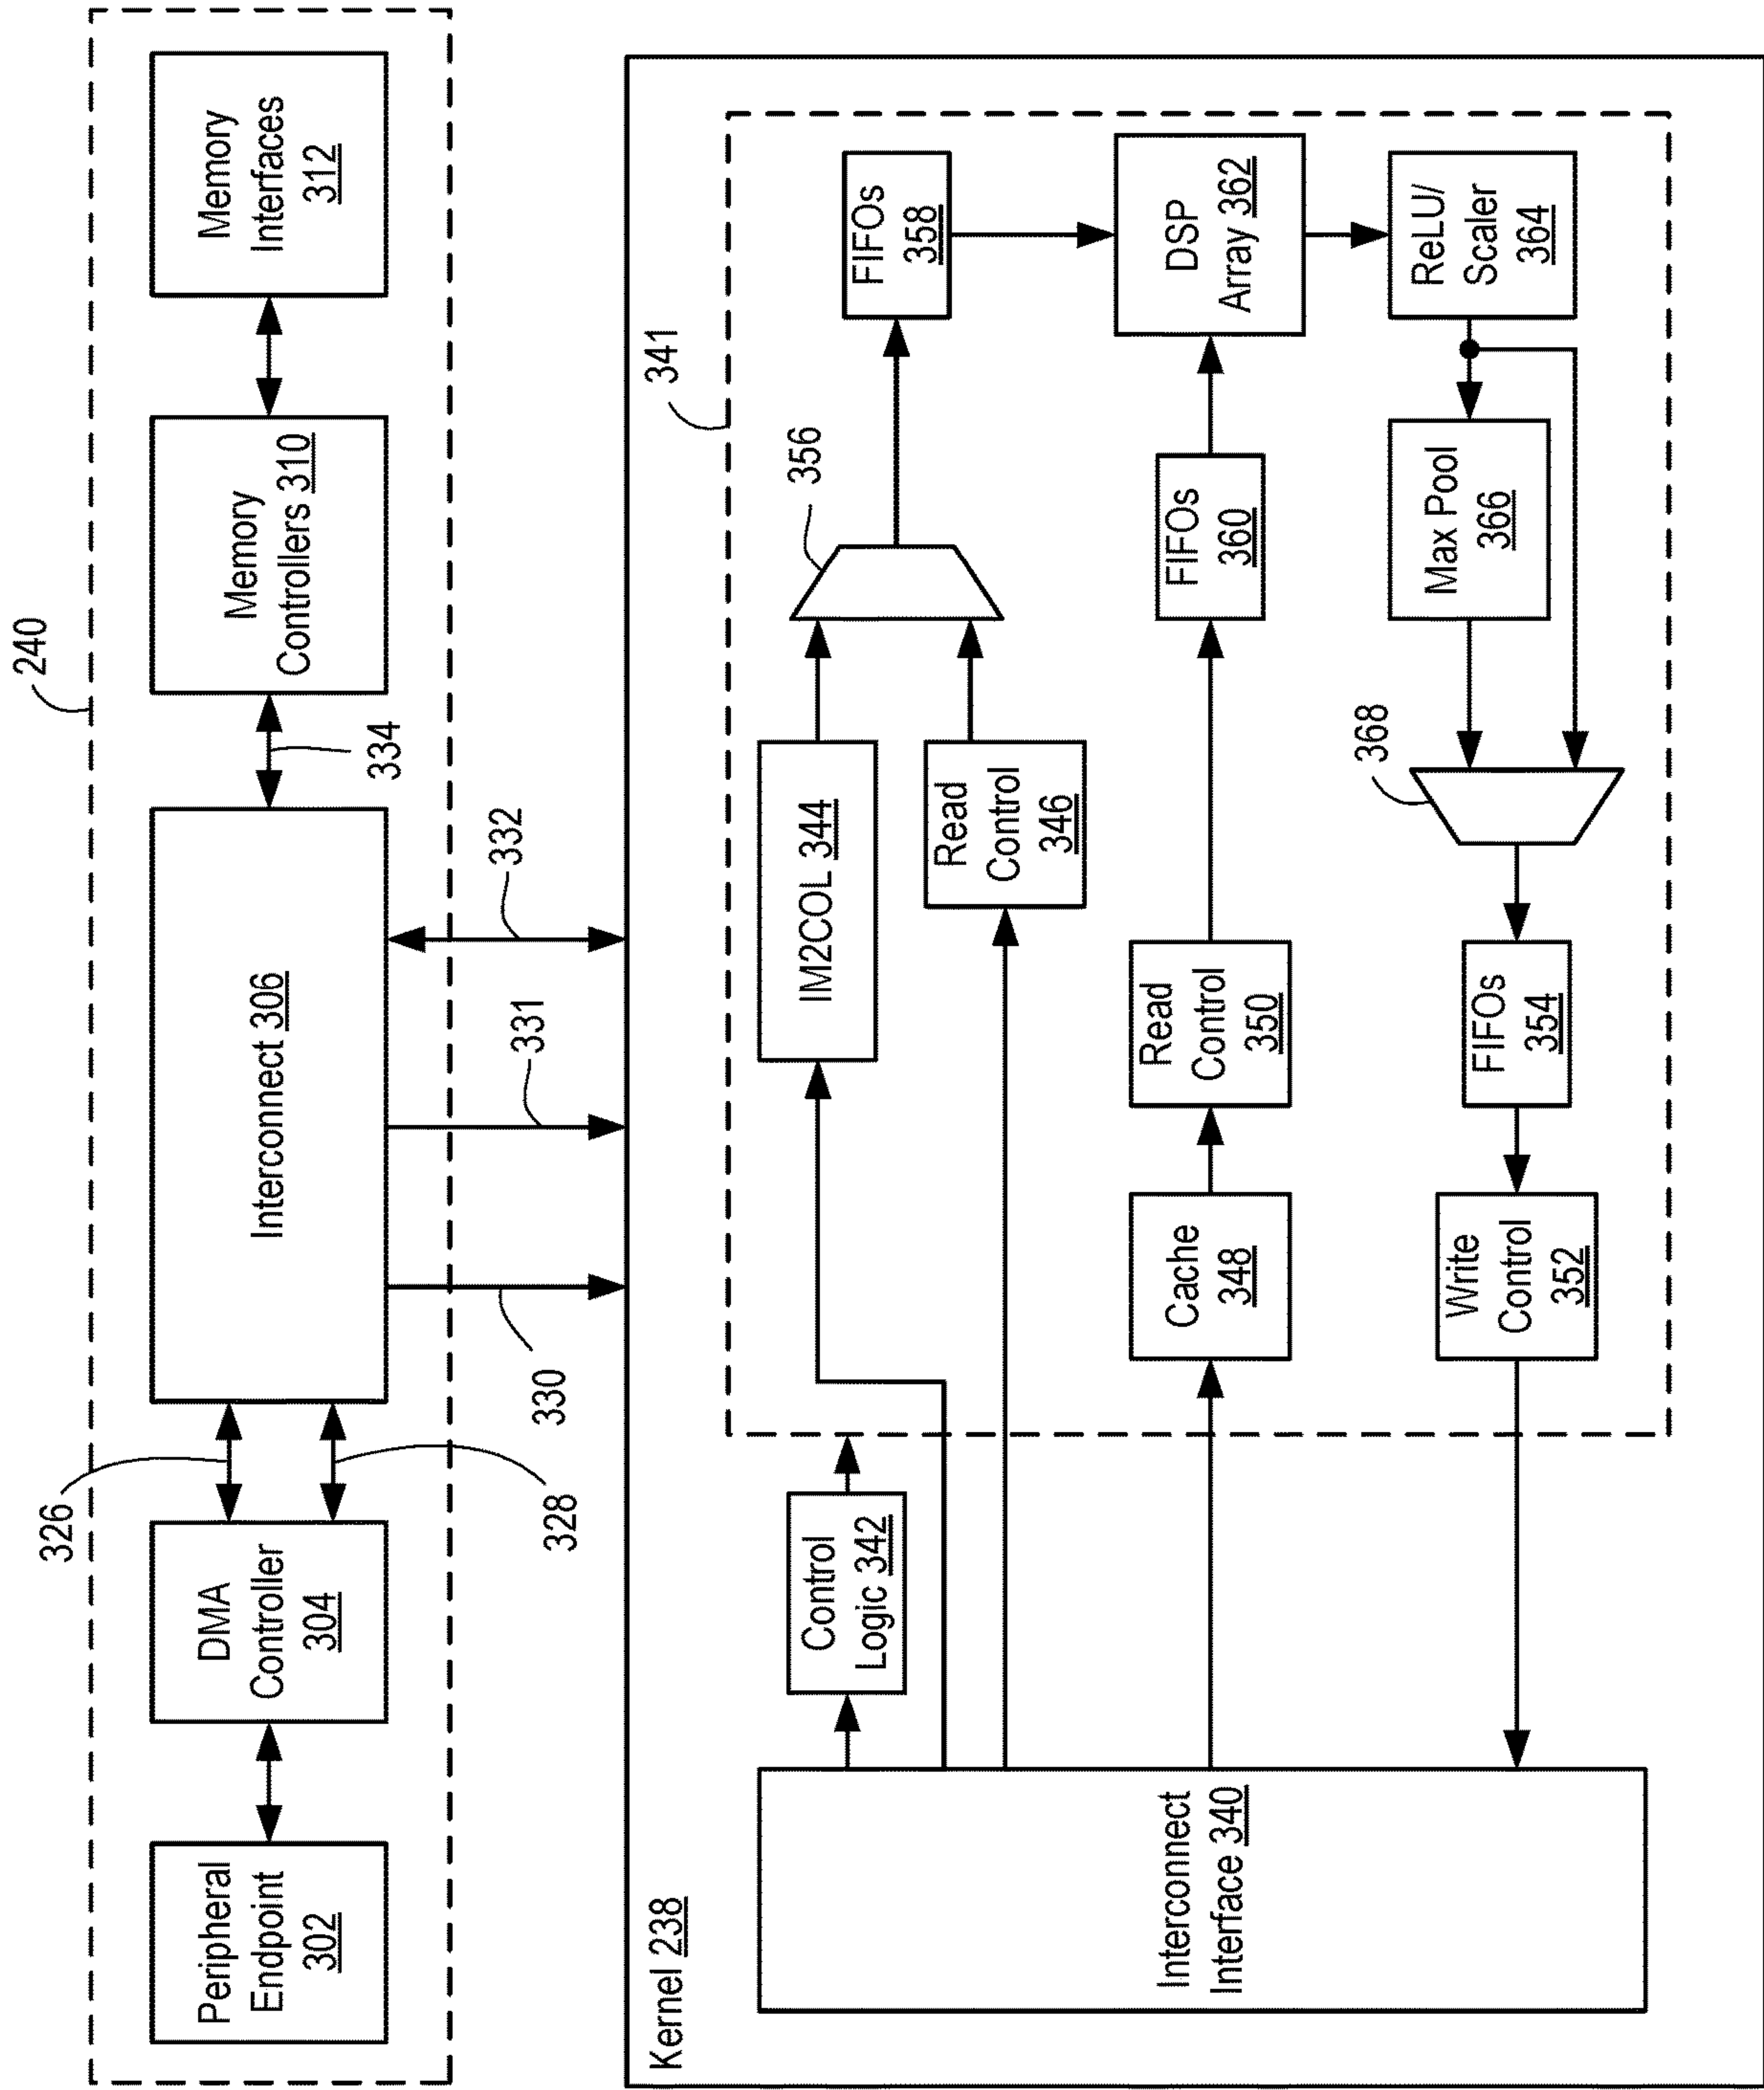 240
Peripheral
Endpoint
302
DMA
Controller
304
326
328
Interconnect 306
334
Memory
Controllers 310
Memory
Interfaces
312
330
331
332
Kernel 238
341
Interconnect
Interface 340
Control
Logic 342
IM2COL 344
Read
Control
346
356
FIFOs
358
Cache
348
Read
Control
350
FIFOs
360
DSP
Array 362
Write
Control
352
FIFOs
354
368
Max Pool
366
ReLU/
Scaler
364